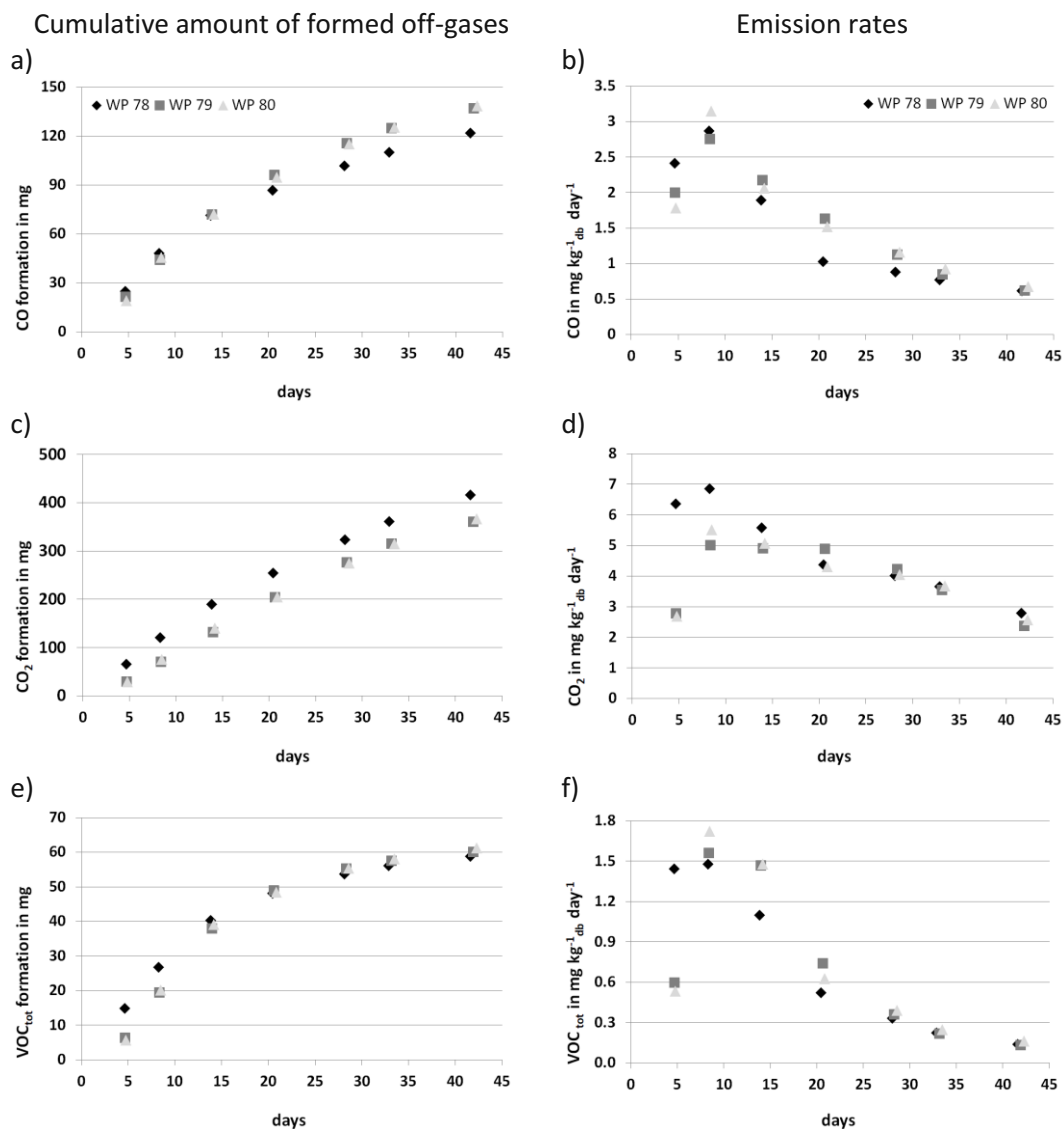 Cumulative amount of formed off-gases
Emission rates
a)
CO formation in mg
150
120
90
60
30
0
WP 78 WP 79 WP 80
0 5 10 15 20 25 30 35 40 45
days
b)
CO in mg kg⁻¹db day⁻¹
3.5
3
2.5
2
1.5
1
0.5
0
WP 78 WP 79 WP 80
0 5 10 15 20 25 30 35 40 45
days
c)
CO₂ formation in mg
500
400
300
200
100
0
0 5 10 15 20 25 30 35 40 45
days
d)
CO₂ in mg kg⁻¹db day⁻¹
8
7
6
5
4
3
2
1
0
0 5 10 15 20 25 30 35 40 45
days
e)
VOCtot formation in mg
70
60
50
40
30
20
10
0
0 5 10 15 20 25 30 35 40 45
days
f)
VOC tot in mg kg⁻¹db day⁻¹
1.8
1.5
1.2
0.9
0.6
0.3
0.0
0 5 10 15 20 25 30 35 40 45
days